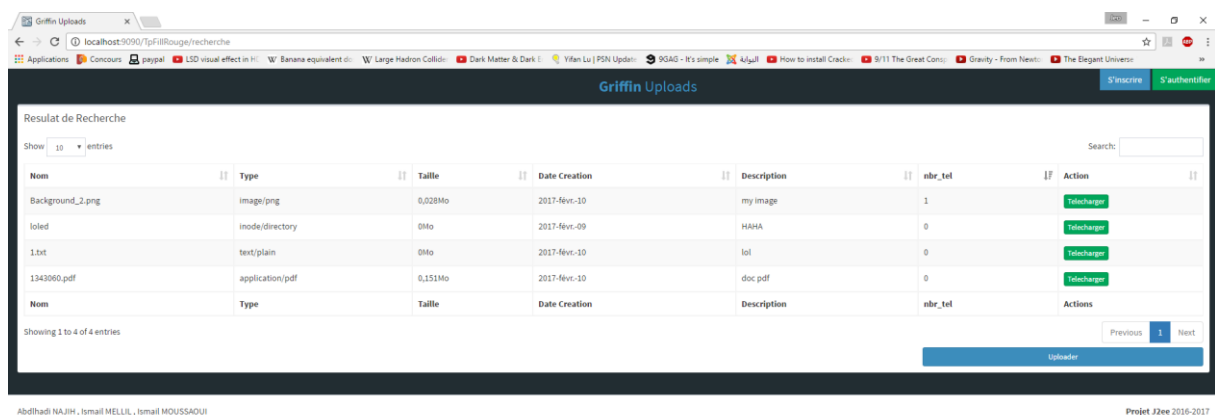 Griffin Uploads
localhost:9090/TpFillRouge/recherche
Applications Concours paypal LSD visual effect in H Banana equivalent do Large Hadron Collider Dark Matter & Dark E Yifan Lu | PSN Update 9GAG - It's simple البوابة How to install Cracke 9/11 The Great Consp Gravity - From Newto The Elegant Universe »
Griffin Uploads S'inscrire S'authentifier
Resulat de Recherche
Show 10 entries Search:
Nom Type Taille Date Creation Description nbr_tel Action
Background_2.png image/png 0,028Mo 2017-févr.-10 my image 1 Telecharger
loled inode/directory 0Mo 2017-févr.-09 HAHA 0 Telecharger
1.txt text/plain 0Mo 2017-févr.-10 lol 0 Telecharger
1343060.pdf application/pdf 0,151Mo 2017-févr.-10 doc pdf 0 Telecharger
Nom Type Taille Date Creation Description nbr_tel Actions
Showing 1 to 4 of 4 entries Previous 1 Next
Uploader
Abdlhadi NAJIH , Ismail MELLIL , Ismail MOUSSAOUI Projet J2ee 2016-2017